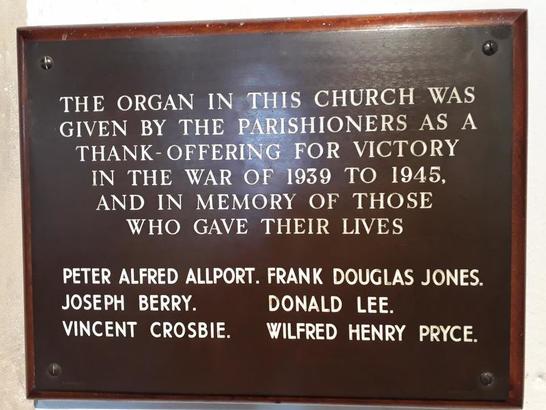 THE ORGAN IN THIS CHURCH WAS
GIVEN BY THE PARISHIONERS AS A
THANK-OFFERING FOR VICTORY
IN THE WAR OF 1939 TO 1945,
AND IN MEMORY OF THOSE
WHO GAVE THEIR LIVES
PETER ALFRED ALLPORT. FRANK DOUGLAS JONES.
JOSEPH BERRY. DONALD LEE.
VINCENT CROSBIE. WILFRED HENRY PRYCE.